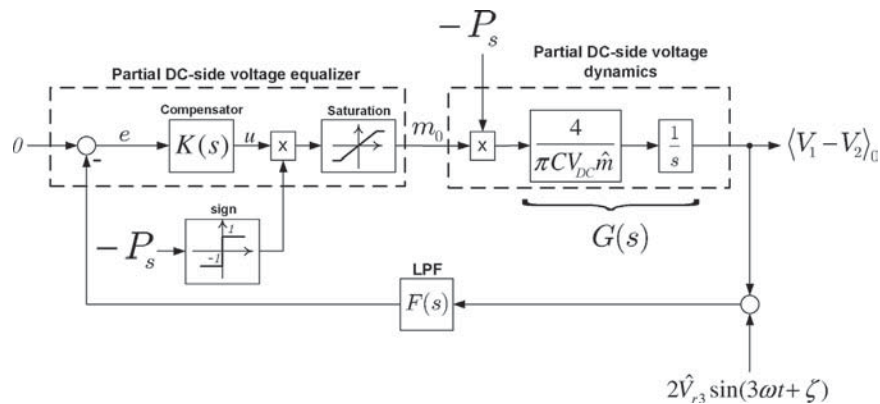 −P_s
Partial DC-side voltage equalizer
Partial DC-side voltage
dynamics
Compensator
Saturation
0
e
K(s)
u
x
m_0
x
4
πCV_DC m̂
1
s
⟨V_1 − V_2⟩_0
-
sign
−P_s
1
−1
G(s)
LPF
F(s)
2V̂_r3 sin(3ωt + ζ)